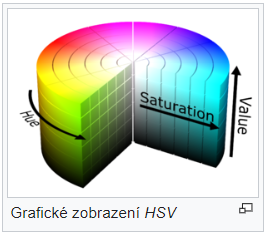 Hue
Saturation
Value
Grafické zobrazení HSV